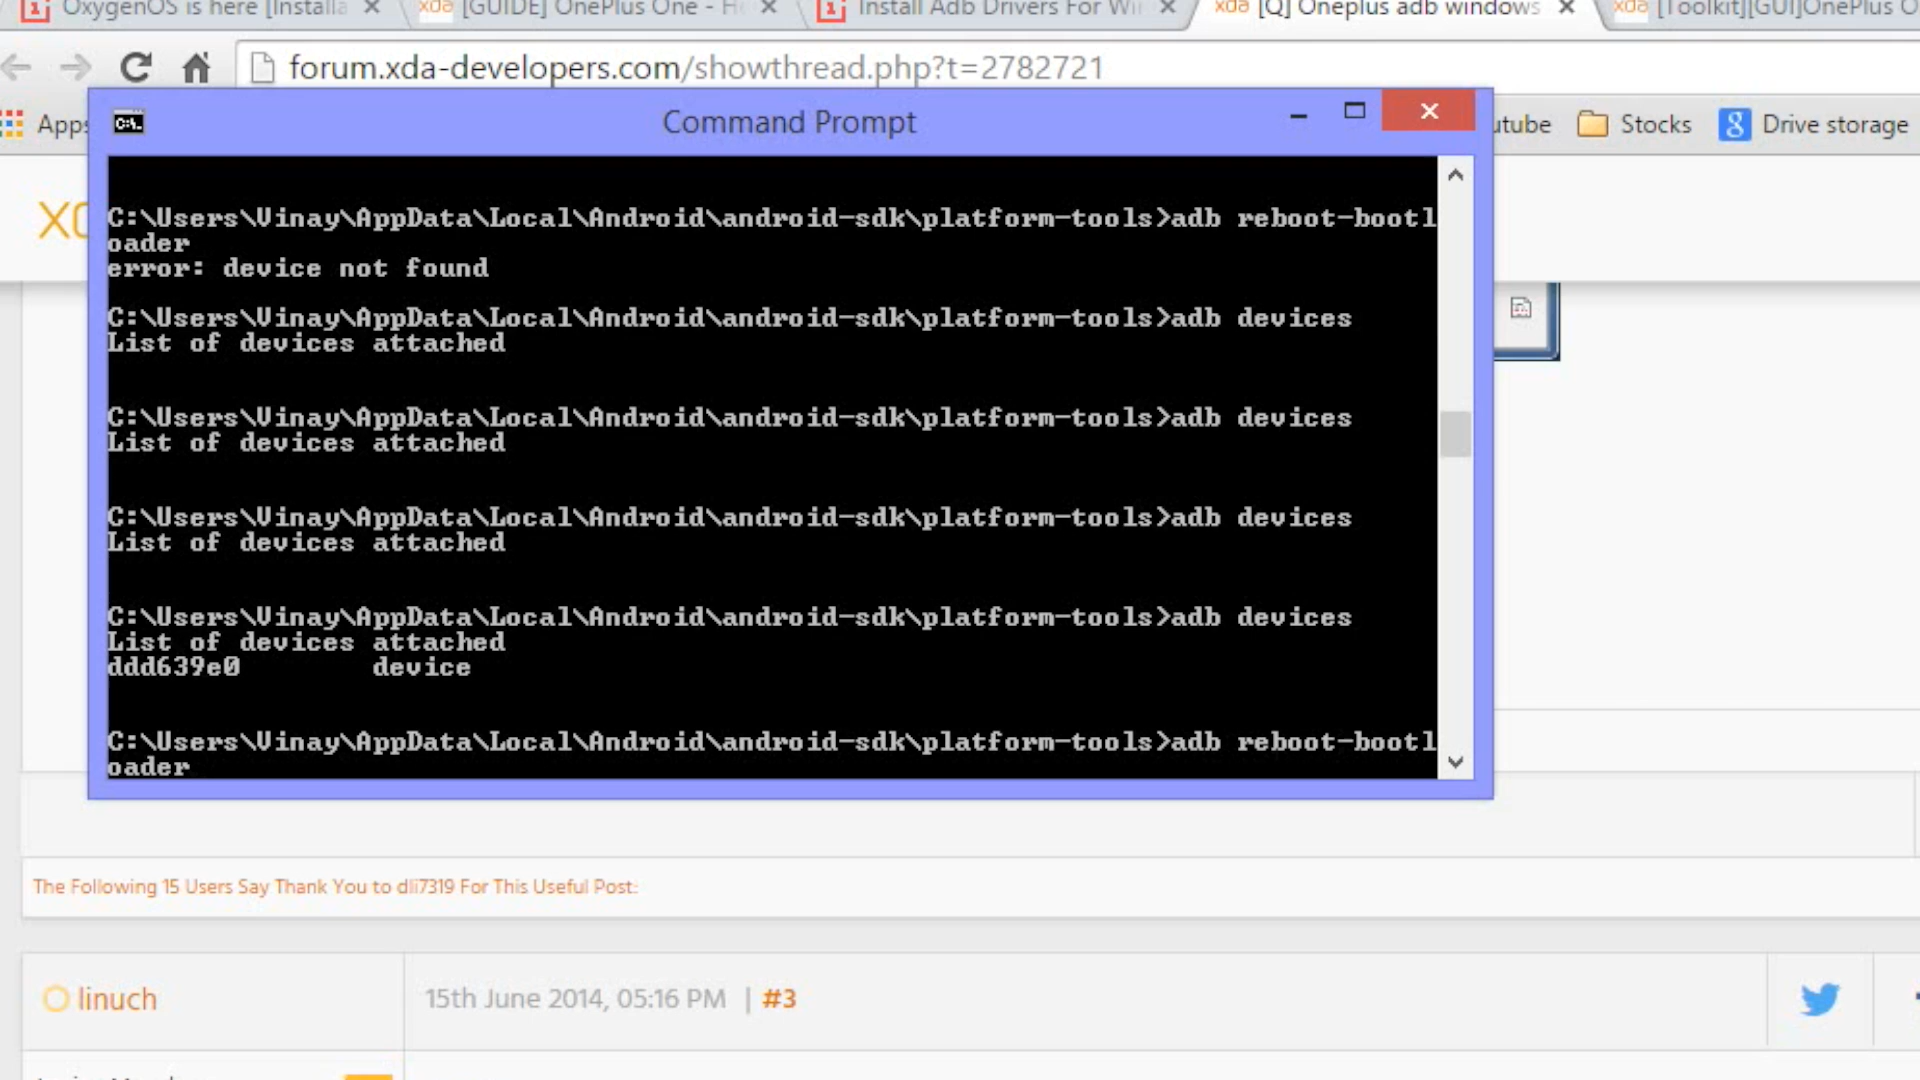 OxygenOS is here [Installa
xda [GUIDE] OnePlus One - H
Install Adb Drivers For Wi
xda [Q] Oneplus adb windows
xda [Toolkit][GUI]OnePlus O
forum.xda-developers.com/showthread.php?t=2782721
Apps
C:\.
Command Prompt
utube
Stocks
8 Drive storage
C:\Users\Vinay\AppData\Local\Android\android-sdk\platform-tools>adb reboot-bootl
oader
error: device not found
C:\Users\Vinay\AppData\Local\Android\android-sdk\platform-tools>adb devices
List of devices attached
C:\Users\Vinay\AppData\Local\Android\android-sdk\platform-tools>adb devices
List of devices attached
C:\Users\Vinay\AppData\Local\Android\android-sdk\platform-tools>adb devices
List of devices attached
C:\Users\Vinay\AppData\Local\Android\android-sdk\platform-tools>adb devices
List of devices attached
ddd639e0 device
C:\Users\Vinay\AppData\Local\Android\android-sdk\platform-tools>adb reboot-bootl
oader
The Following 15 Users Say Thank You to dli7319 For This Useful Post:
linuch
15th June 2014, 05:16 PM | #3